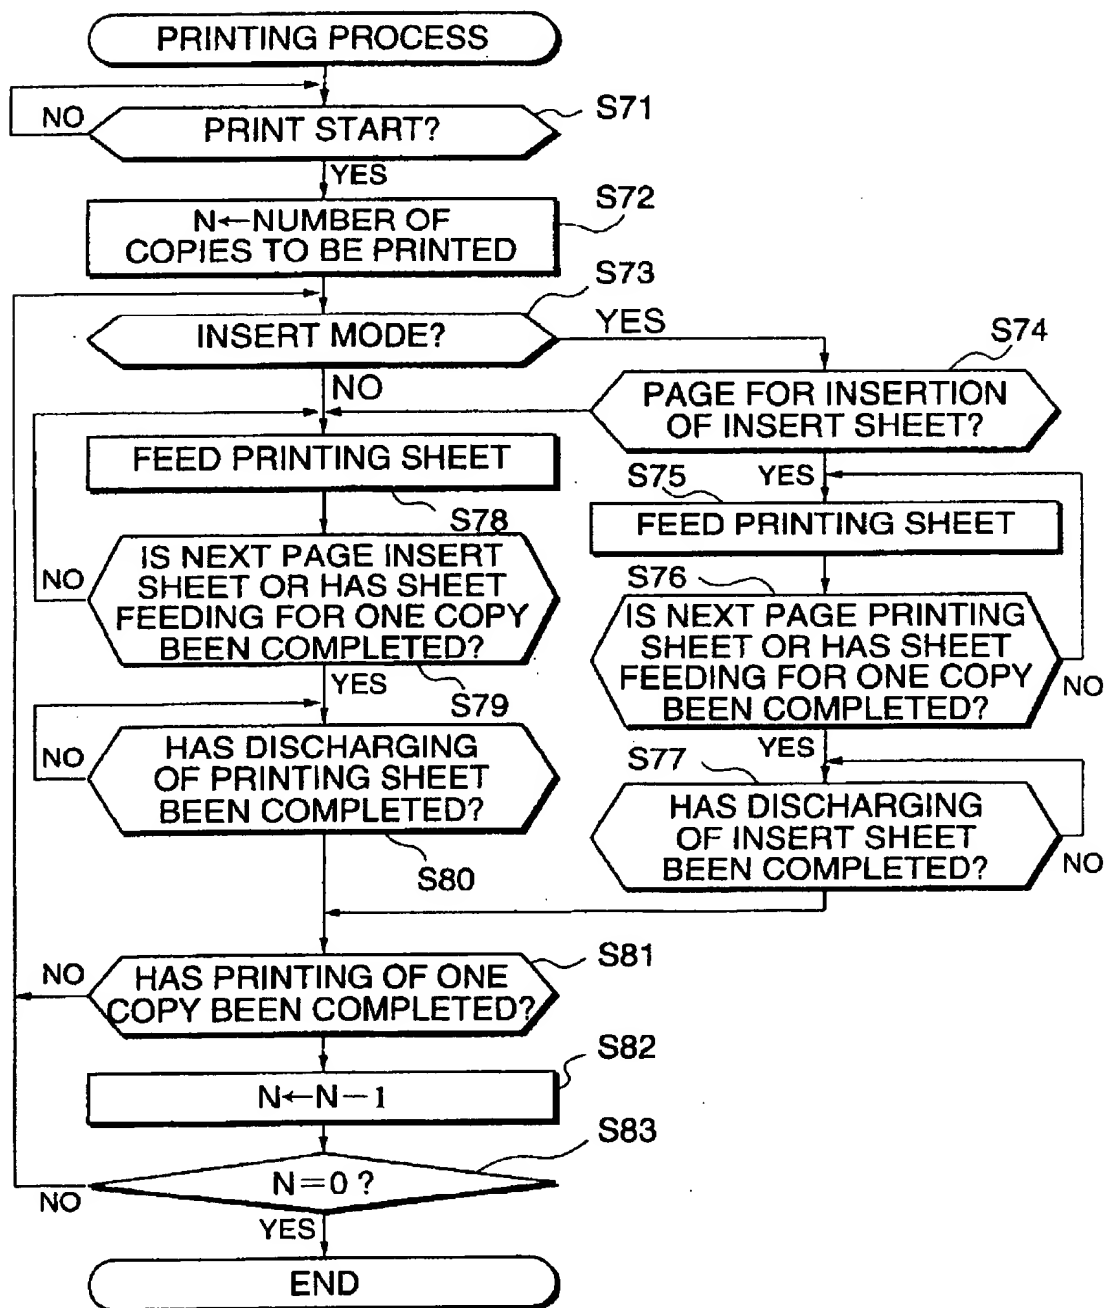 PRINTING PROCESS
NO
S71
PRINT START?
YES
S72
N←NUMBER OF
COPIES TO BE PRINTED
S73
INSERT MODE?
YES
S74
NO
PAGE FOR INSERTION
OF INSERT SHEET?
FEED PRINTING SHEET
S75
YES
S78
FEED PRINTING SHEET
IS NEXT PAGE INSERT
SHEET OR HAS SHEET
FEEDING FOR ONE COPY
BEEN COMPLETED?
NO
S76
IS NEXT PAGE PRINTING
SHEET OR HAS SHEET
FEEDING FOR ONE COPY
BEEN COMPLETED?
NO
YES
S79
NO
HAS DISCHARGING
OF PRINTING SHEET
BEEN COMPLETED?
YES
S77
HAS DISCHARGING
OF INSERT SHEET
BEEN COMPLETED?
NO
S80
S81
NO
HAS PRINTING OF ONE
COPY BEEN COMPLETED?
S82
N←N−1
S83
N=0 ?
NO
YES
END